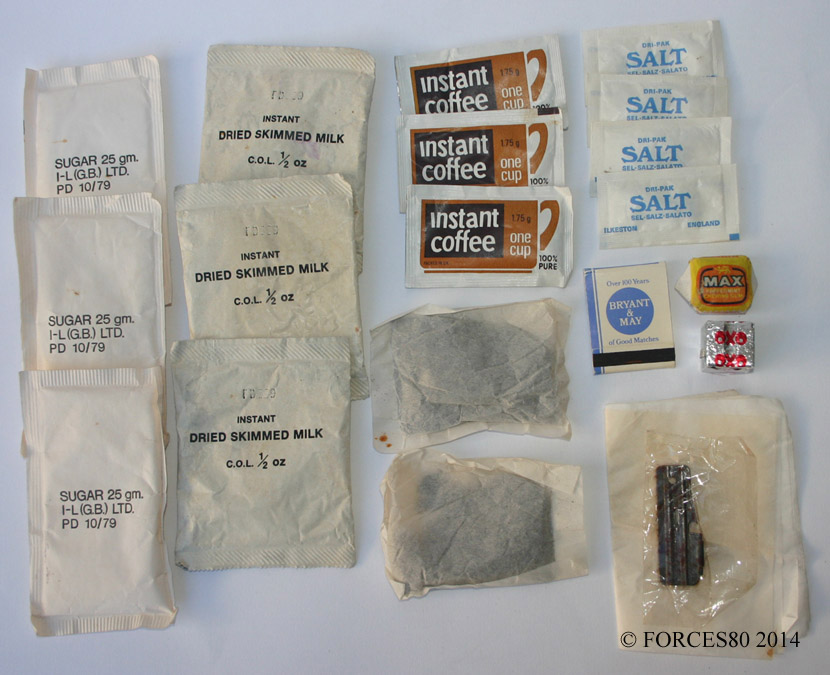 SUGAR 25 gm.
I-L (G.B.) LTD.
PD 10/79
SUGAR 25 gm.
I-L (G.B.) LTD.
PD 10/79
SUGAR 25 gm.
I-L (G.B.) LTD.
PD 10/79
INSTANT
DRIED SKIMMED MILK
C.O.L. ½ oz
INSTANT
DRIED SKIMMED MILK
C.O.L. ½ oz
INSTANT
DRIED SKIMMED MILK
C.O.L. ½ oz
instant 1.75 g
coffee one
cup
100%
instant 1.75 g
coffee one
cup
100%
instant 1.75 g
coffee one
cup
100%
PURE
DRI-PAK
SALT
SEL-SALZ-SALATO
DRI-PAK
SALT
DRI-PAK
SALT
SEL-SALZ-SALATO
DRI-PAK
SALT
SEL-SALZ-SALATO
ILKESTON ENGLAND
Over 100 Years
BRYANT
&
MAY
of Good Matches
MAX
OXO
OXO
© FORCES80 2014